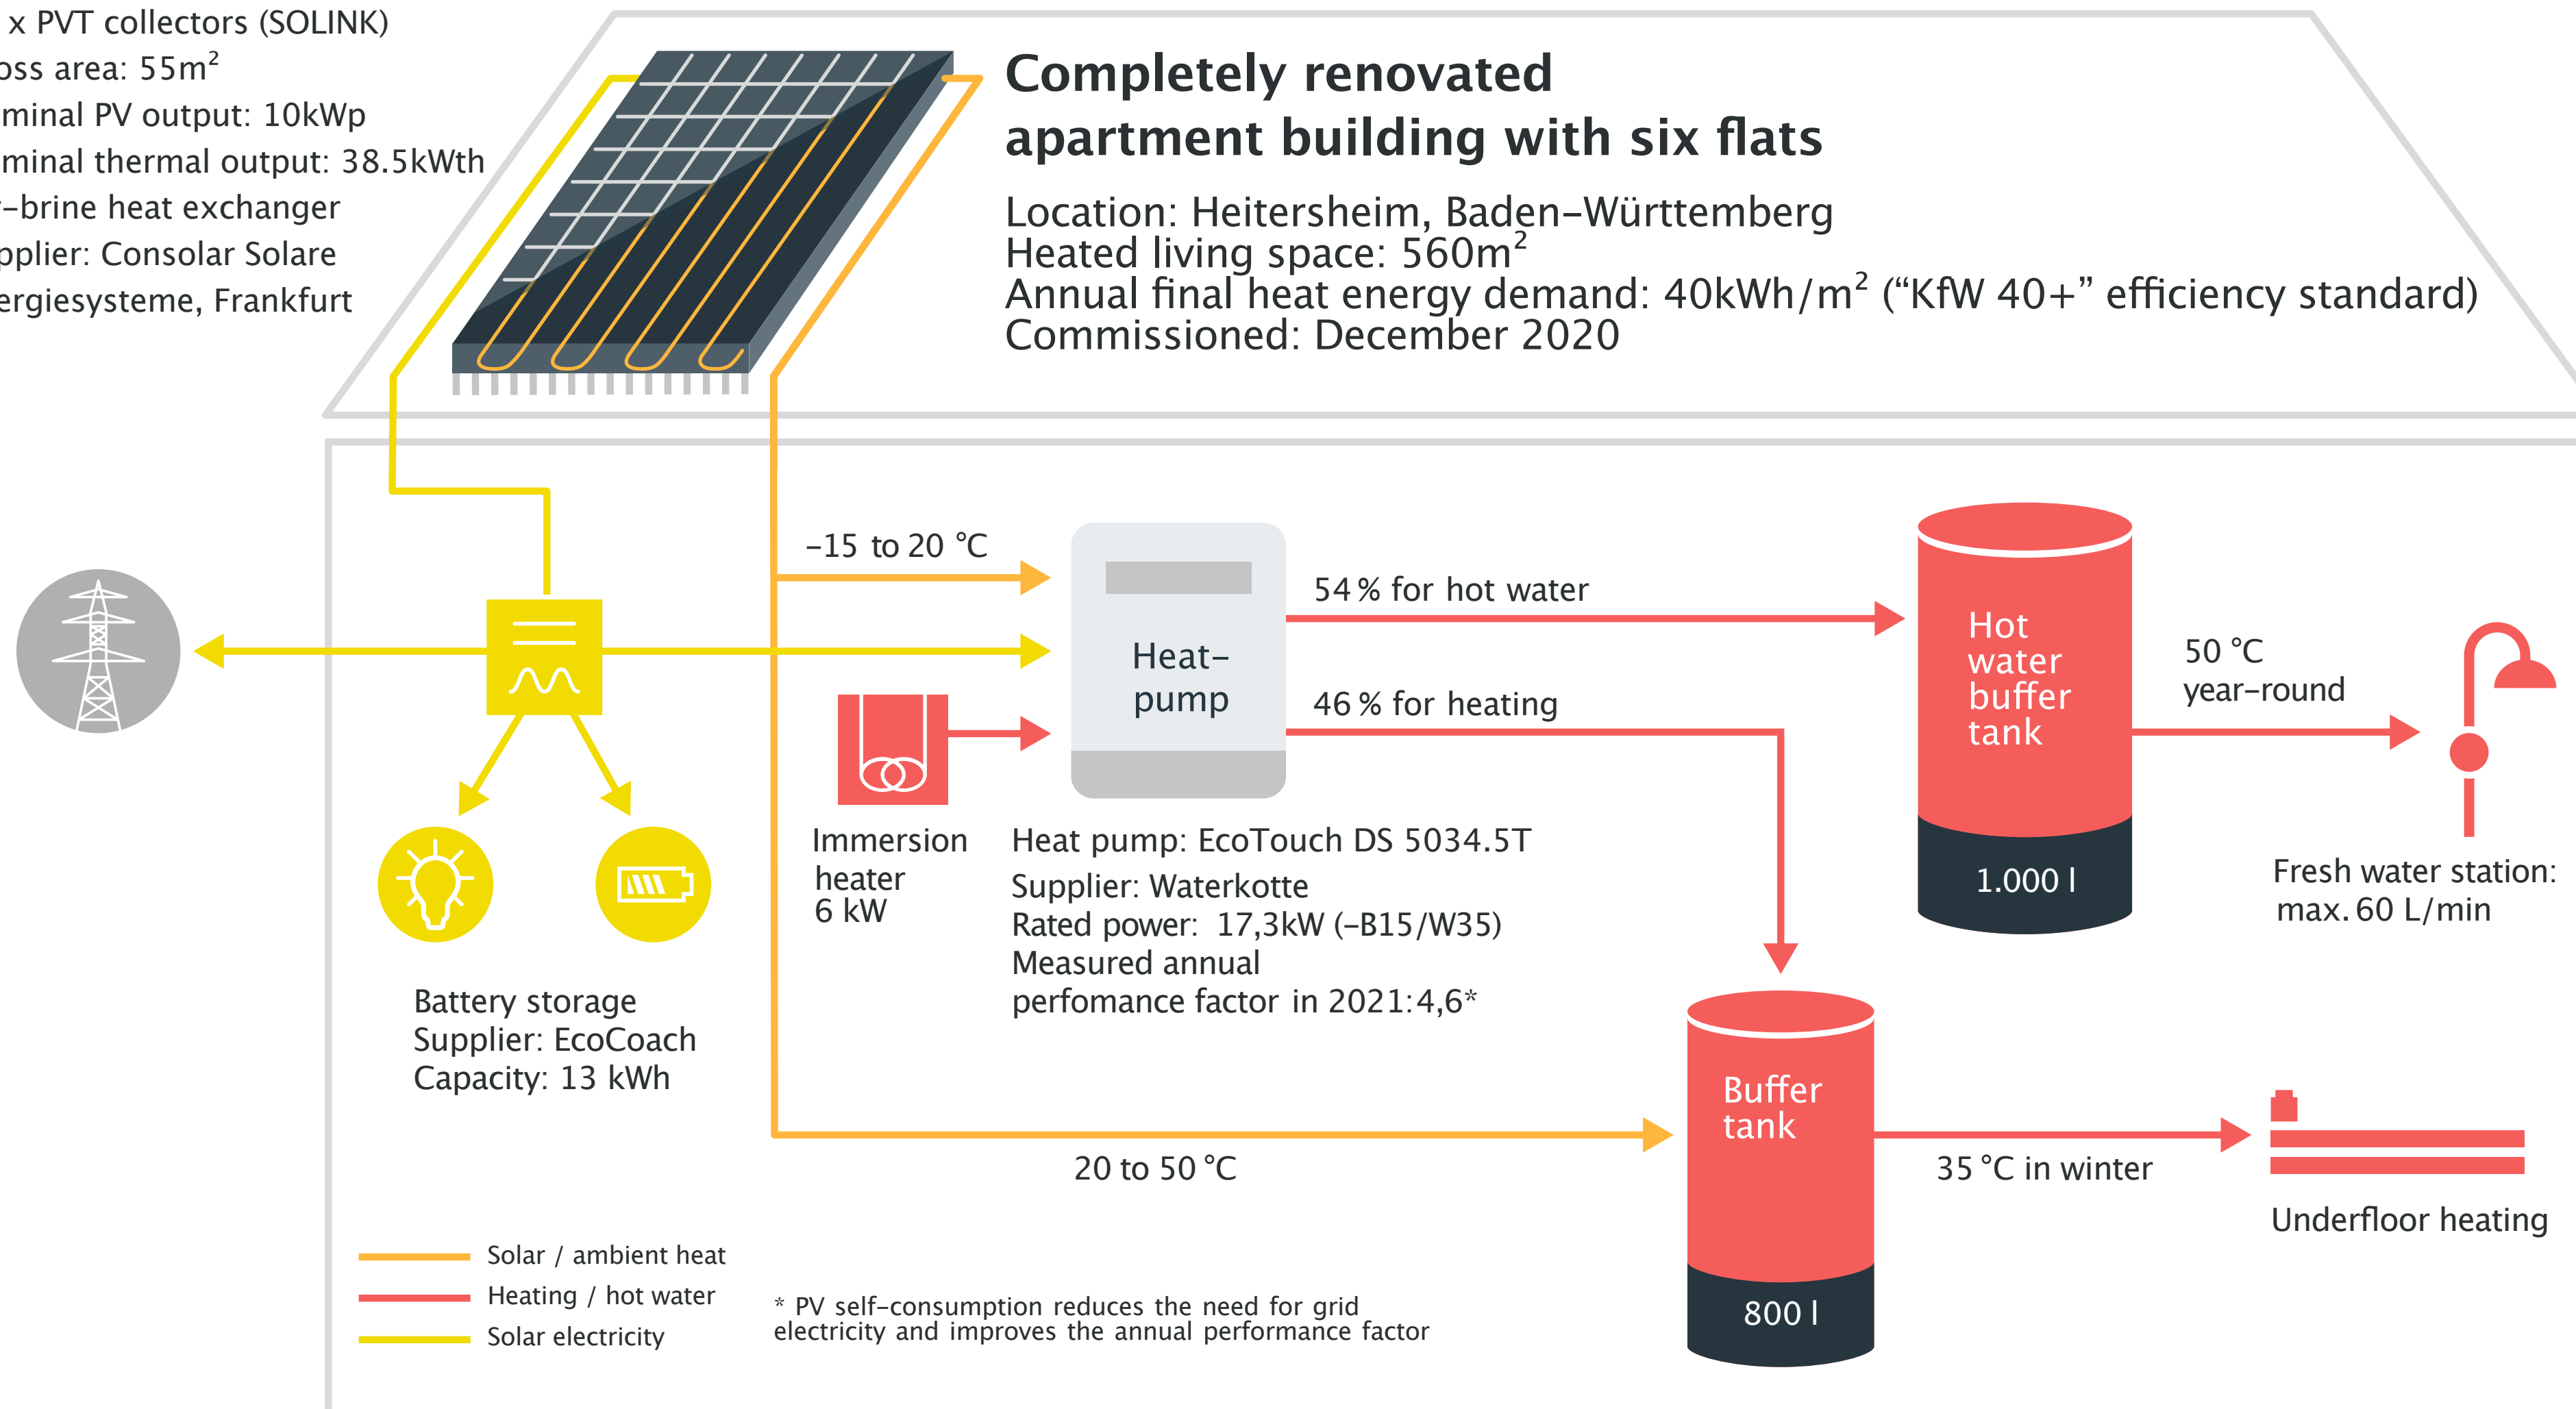 x PVT collectors (SOLINK)
area: 55m²
PV output: 10kWp
thermal output: 38.5kWth
heat exchanger
Consolar Solare
Frankfurt
Completely renovated
apartment building with six flats
Location: Heitersheim, Baden–Württemberg
Heated living space: 560m²
Annual final heat energy demand: 40kWh/m² (“KfW 40+” efficiency standard)
Commissioned: December 2020
–15 to 20 °C
Heat–
pump
54 % for hot water
46 % for heating
Hot
water
buffer
tank
1.000 l
50 °C
year–round
Fresh water station:
max. 60 L/min
Immersion
heater
6 kW
Heat pump: EcoTouch DS 5034.5T
Supplier: Waterkotte
Rated power: 17,3kW (–B15/W35)
Measured annual
perfomance factor in 2021:4,6*
Battery storage
Supplier: EcoCoach
Capacity: 13 kWh
20 to 50 °C
Buffer
tank
800 l
35 °C in winter
Underfloor heating
Solar / ambient heat
Heating / hot water
Solar electricity
* PV self–consumption reduces the need for grid
electricity and improves the annual performance factor